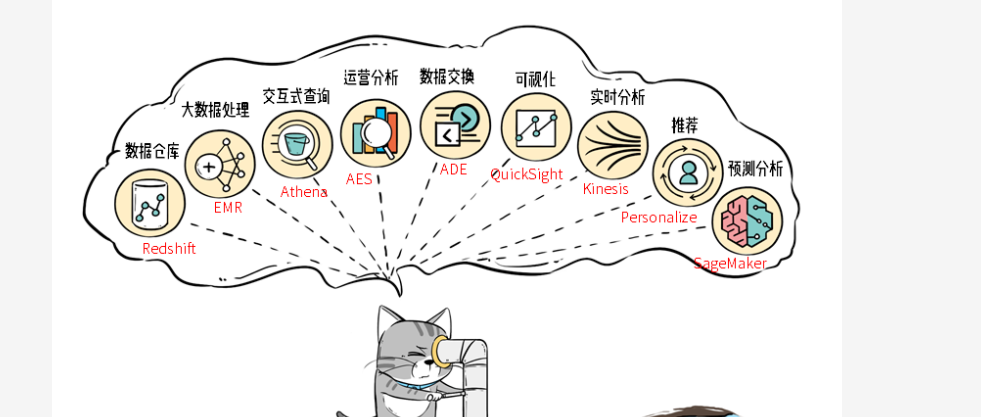 数据仓库
Redshift
大数据处理
EMR
交互式查询
Athena
运营分析
AES
数据交换
ADE
可视化
QuickSight
实时分析
Kinesis
推荐
Personalize
预测分析
SageMaker